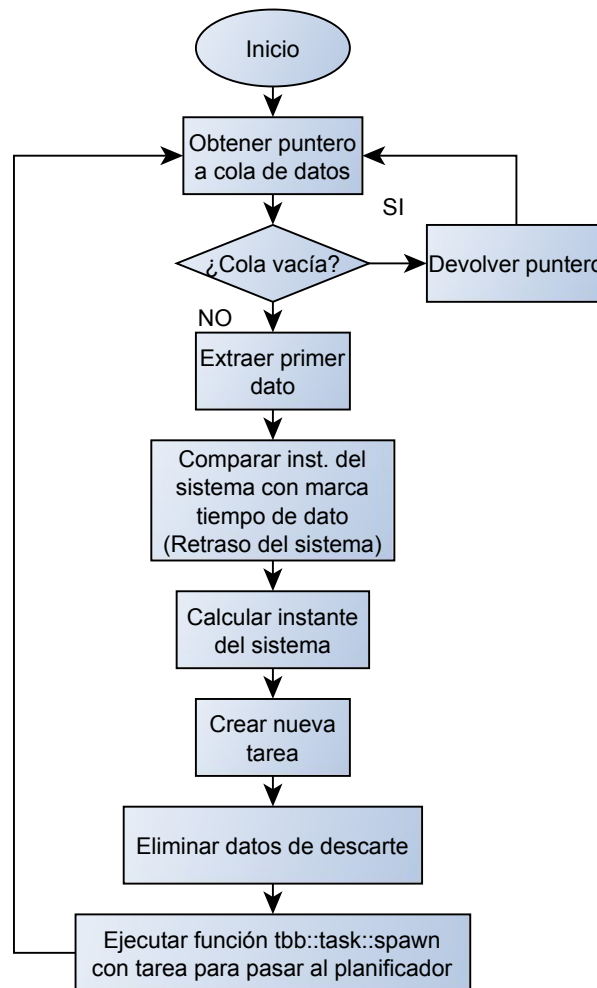 Inicio
Obtener puntero
a cola de datos
SI
¿Cola vacía?
Devolver puntero
NO
Extraer primer
dato
Comparar inst. del
sistema con marca
tiempo de dato
(Retraso del sistema)
Calcular instante
del sistema
Crear nueva
tarea
Eliminar datos de descarte
Ejecutar función tbb::task::spawn
con tarea para pasar al planificador